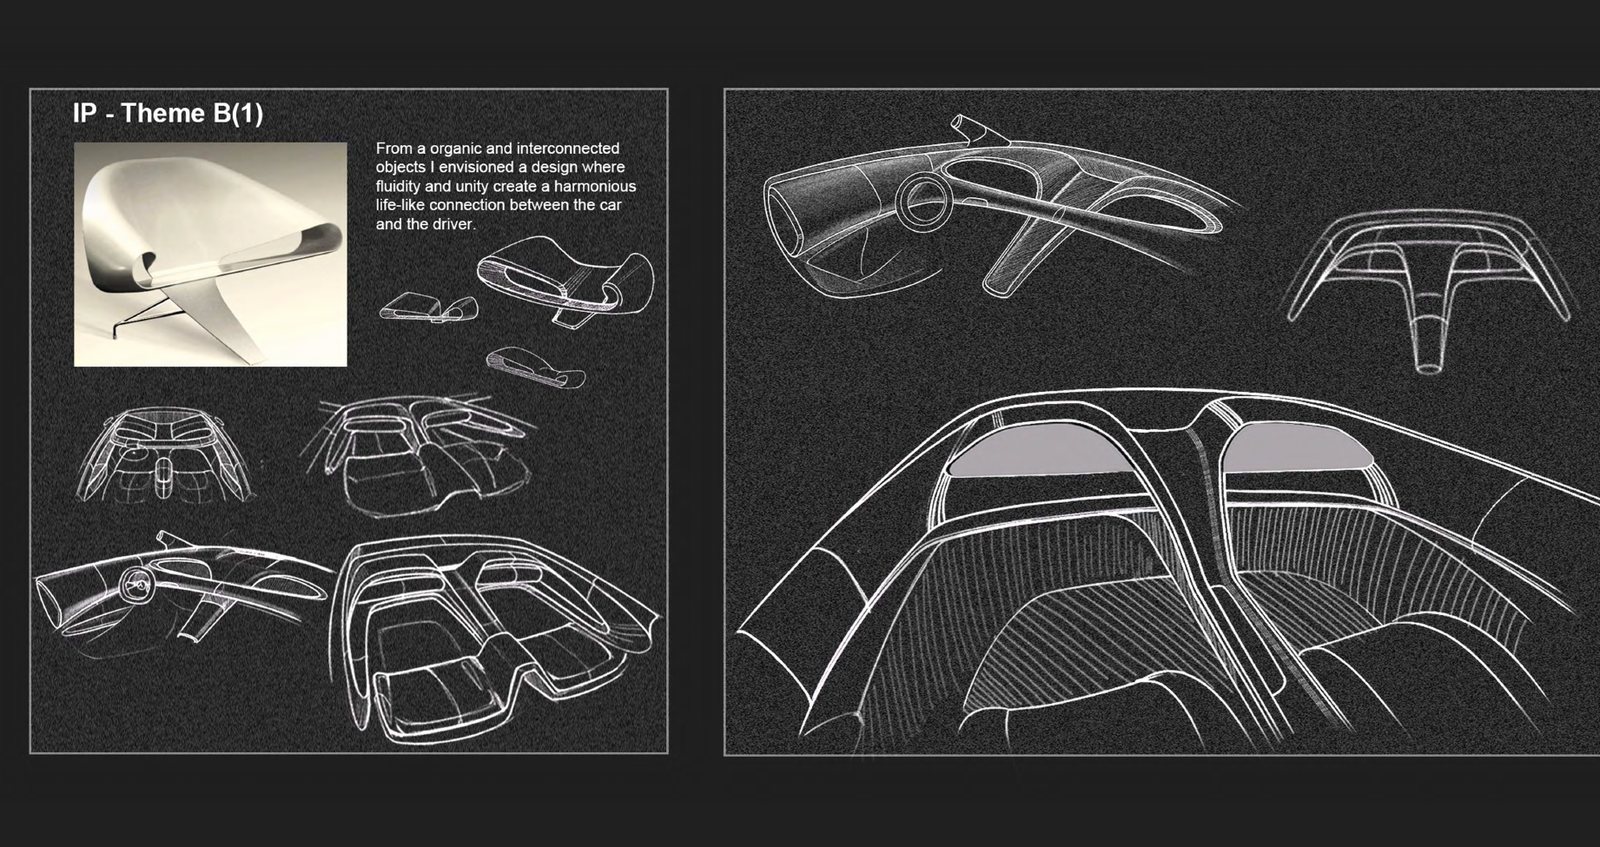 IP - Theme B(1)
From a organic and interconnected
objects I envisioned a design where
fluidity and unity create a harmonious
life-like connection between the car
and the driver.